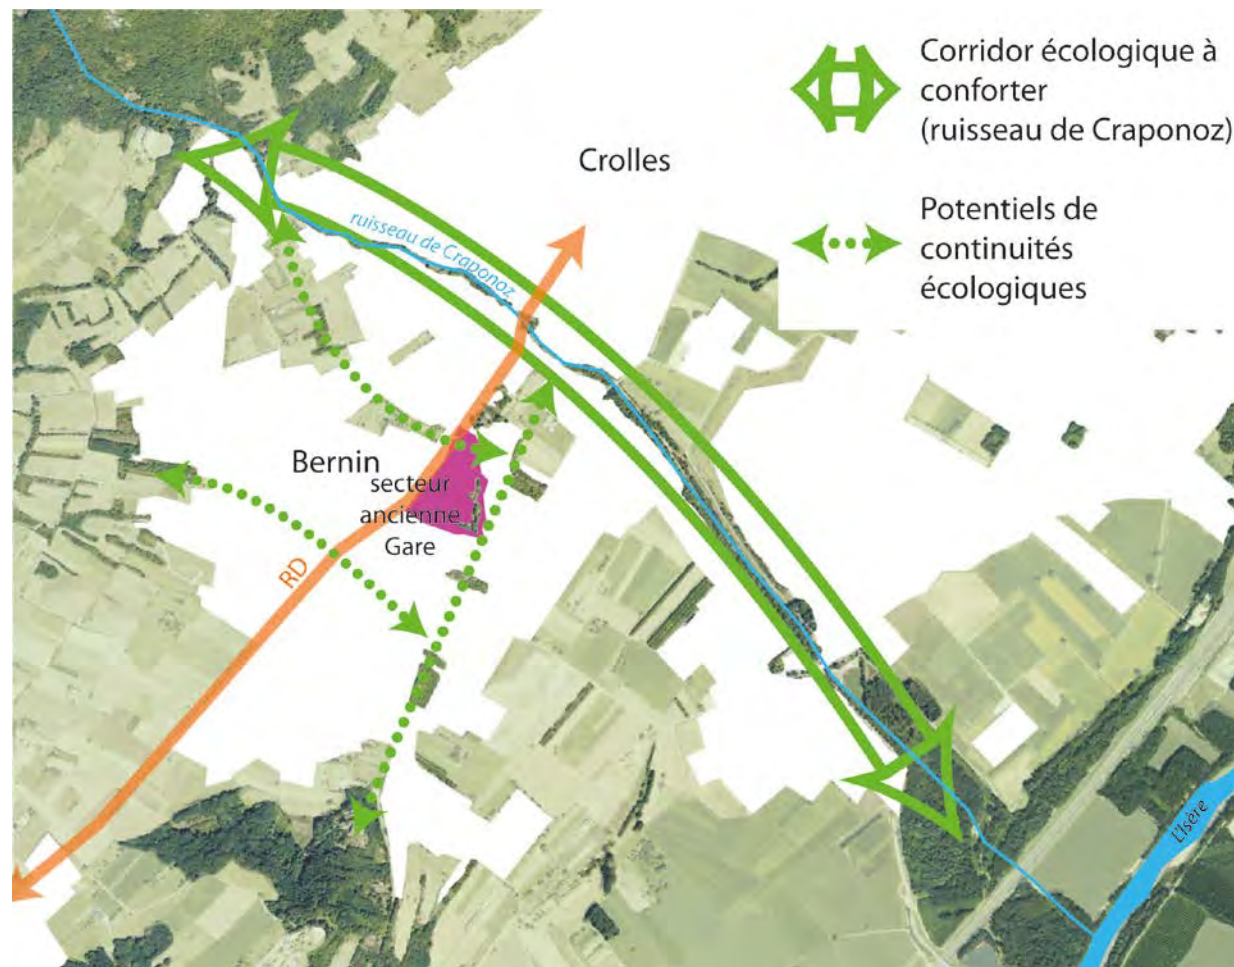 Corridor écologique à
conforter
(ruisseau de Craponoz)
Crolles
Potentiels de
continuités
écologiques
ruisseau de Craponoz
Bernin
secteur
ancienne
Gare
RD
L'Isère